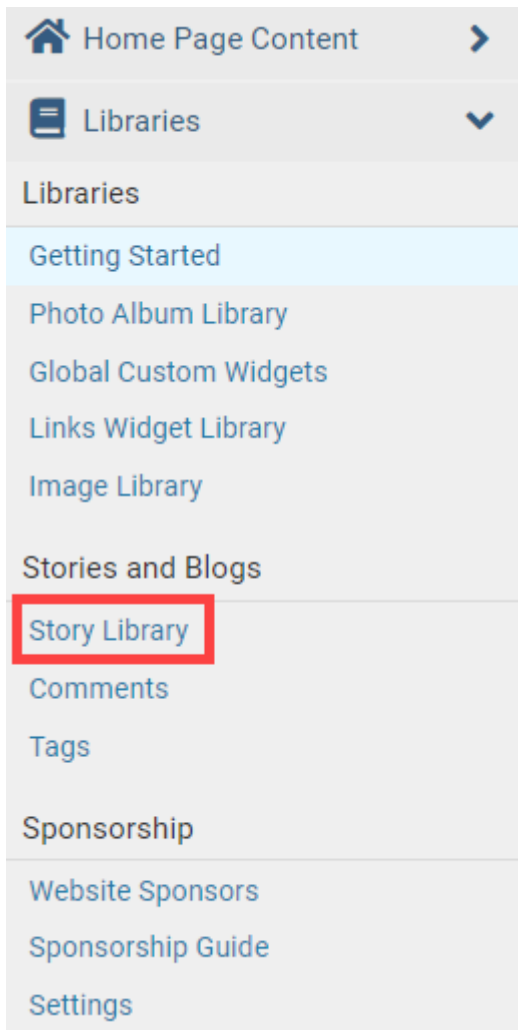 Home Page Content
Libraries
Libraries
Getting Started
Photo Album Library
Global Custom Widgets
Links Widget Library
Image Library
Stories and Blogs
Story Library
Comments
Tags
Sponsorship
Website Sponsors
Sponsorship Guide
Settings